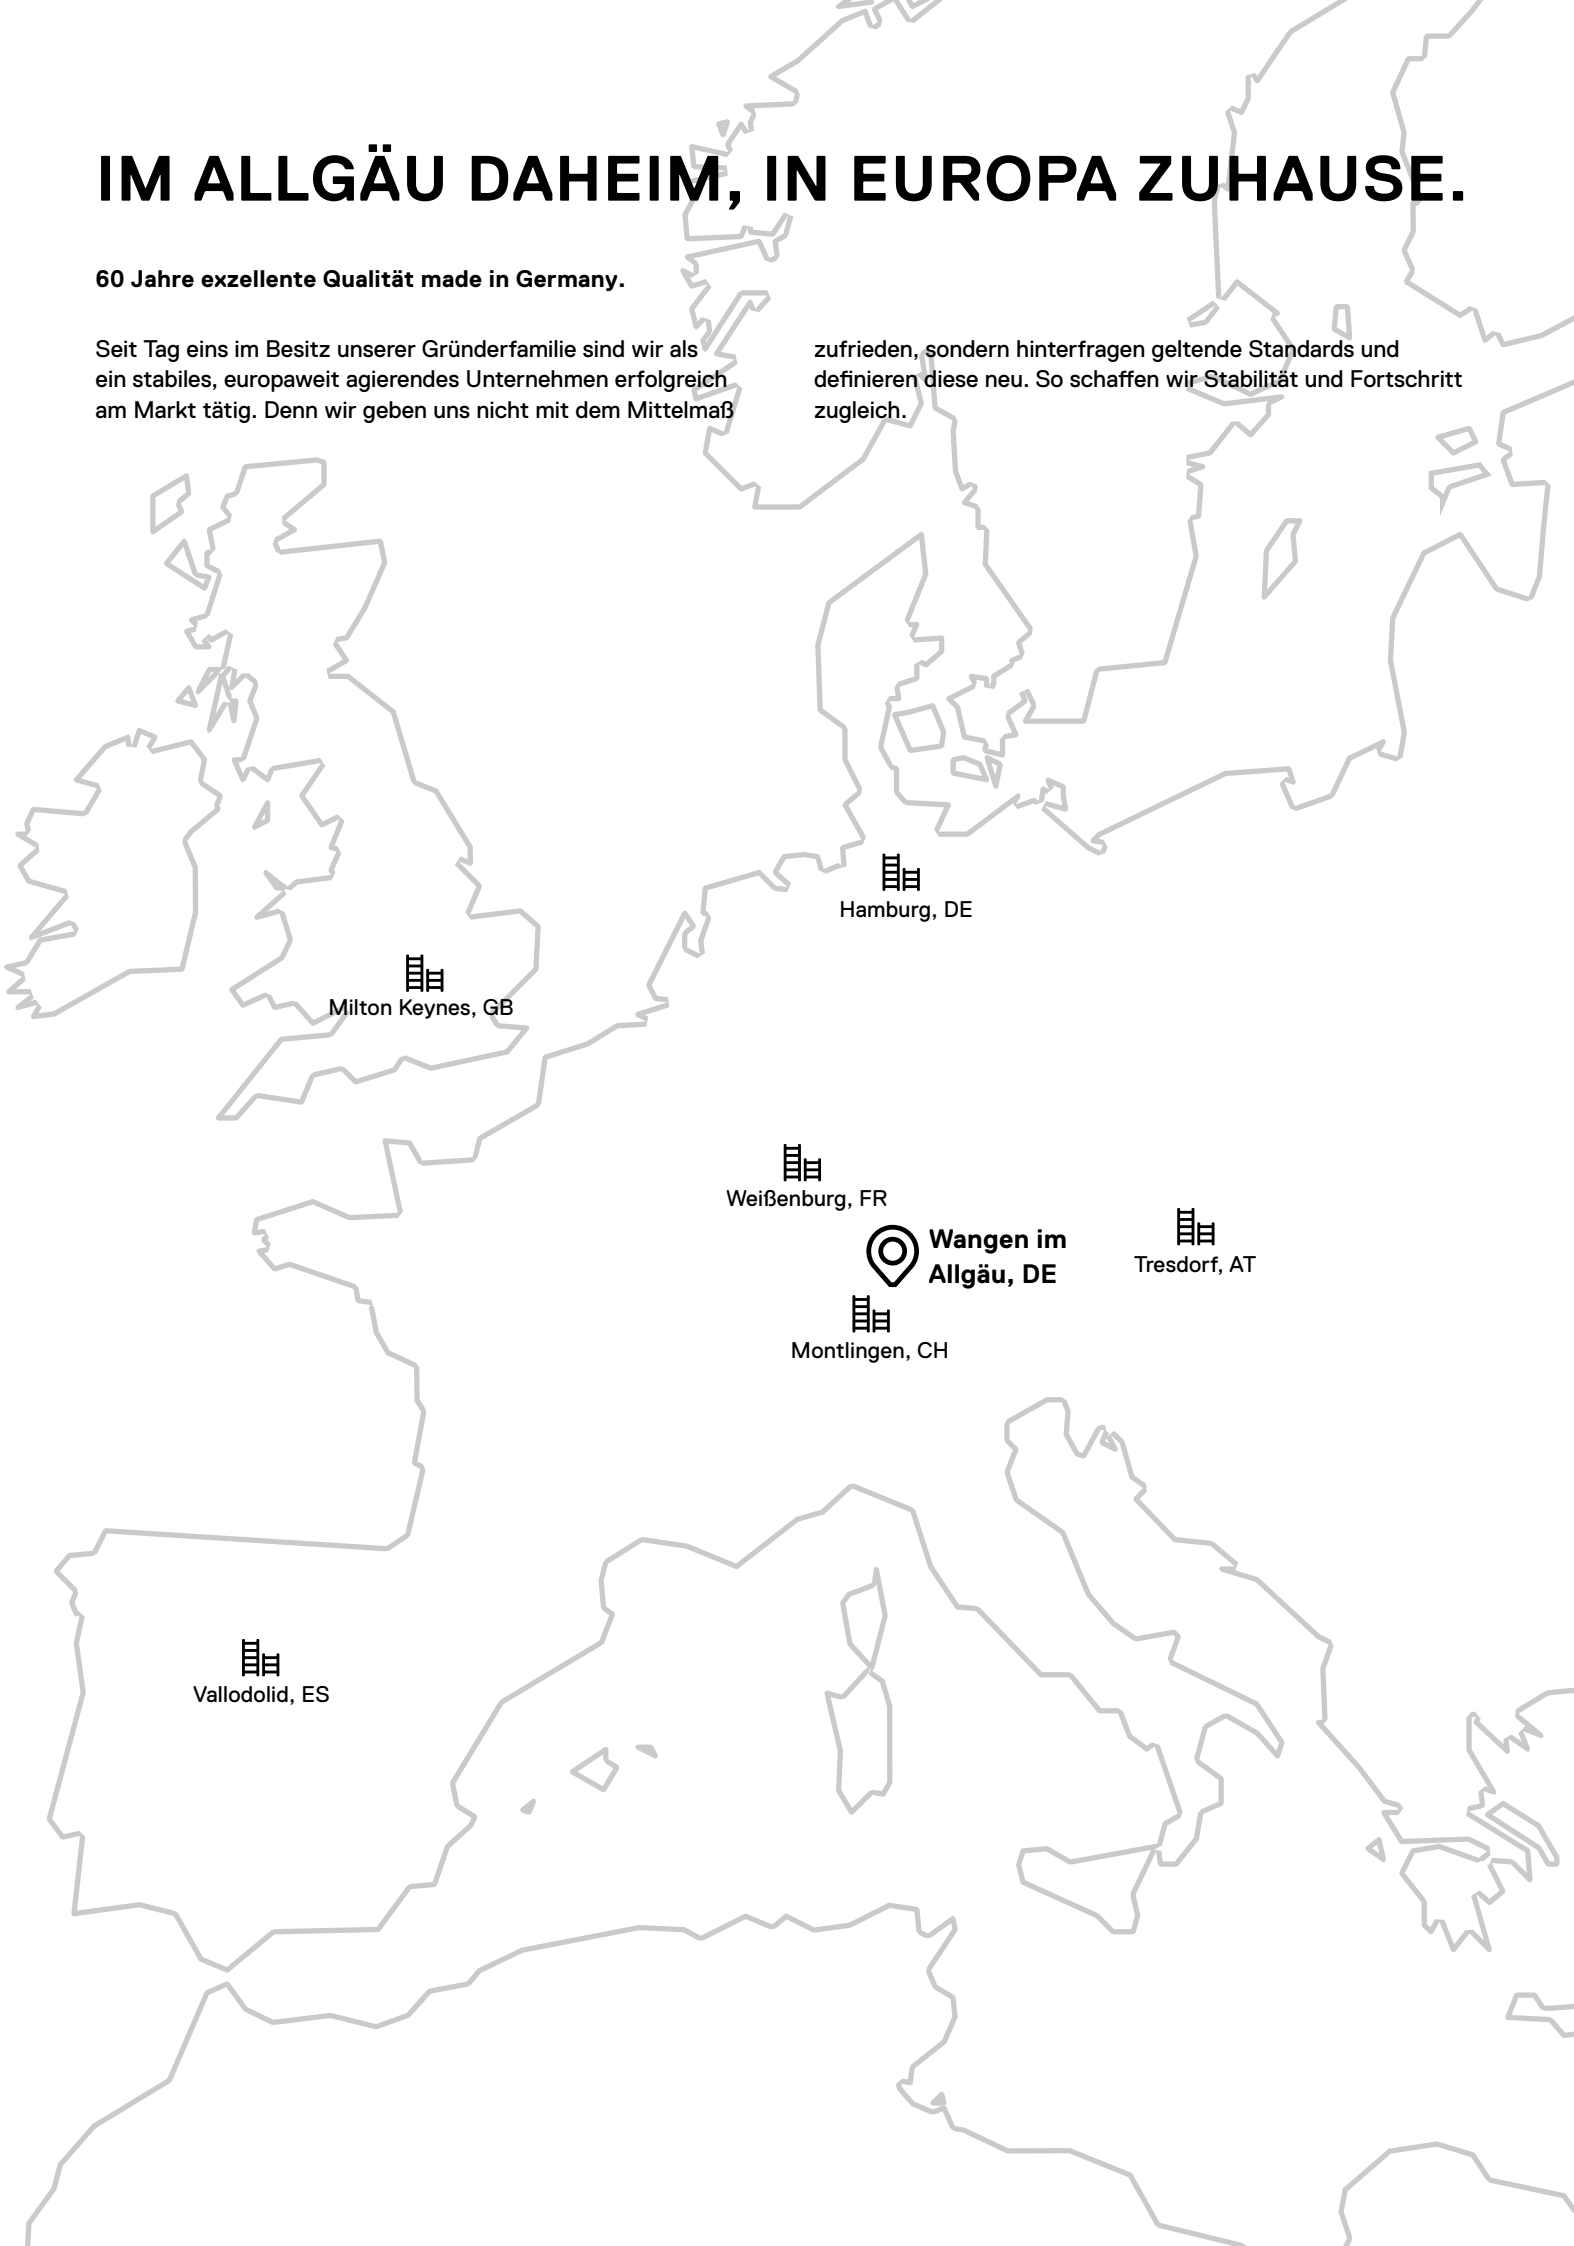 IM ALLGÄU DAHEIM, IN EUROPA ZUHAUSE.
60 Jahre exzellente Qualität made in Germany.
Seit Tag eins im Besitz unserer Gründerfamilie sind wir als
ein stabiles, europaweit agierendes Unternehmen erfolgreich
am Markt tätig. Denn wir geben uns nicht mit dem Mittelmaß
zufrieden, sondern hinterfragen geltende Standards und
definieren diese neu. So schaffen wir Stabilität und Fortschritt
zugleich.
Hamburg, DE
Milton Keynes, GB
Weißenburg, FR
Wangen im
Allgäu, DE
Tresdorf, AT
Montlingen, CH
Vallodolid, ES